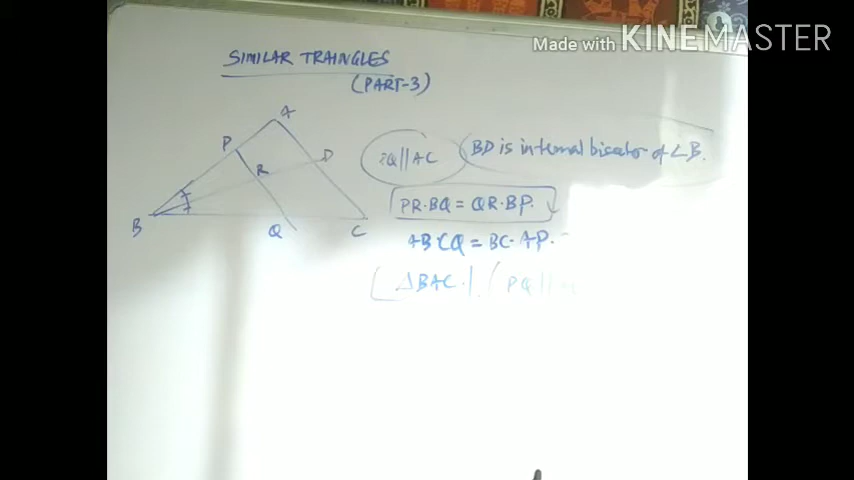 Made with KINEMASTER
SIMILAR TRAINGLES
(PART-3)
A
P
D
R
B
Q
C
PQ || AC
BD is internal bisector of ∠B.
PR·BQ = QR·BP.
AB·CQ = BC·AP.
ΔBAC.
PQ ||